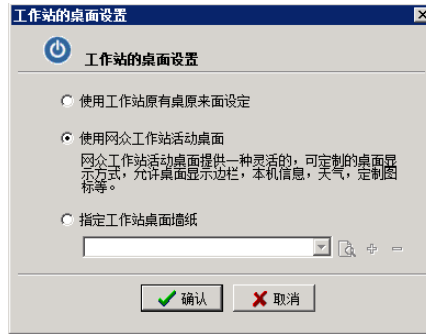 工作站的桌面设置
工作站的桌面设置
使用工作站原有桌原来面设定
使用网众工作站活动桌面
网众工作站活动桌面提供一种灵活的，可定制的桌面显
示方式，允许桌面显示边栏，本机信息，天气，定制图
标等。
指定工作站桌面墙纸
确认
取消